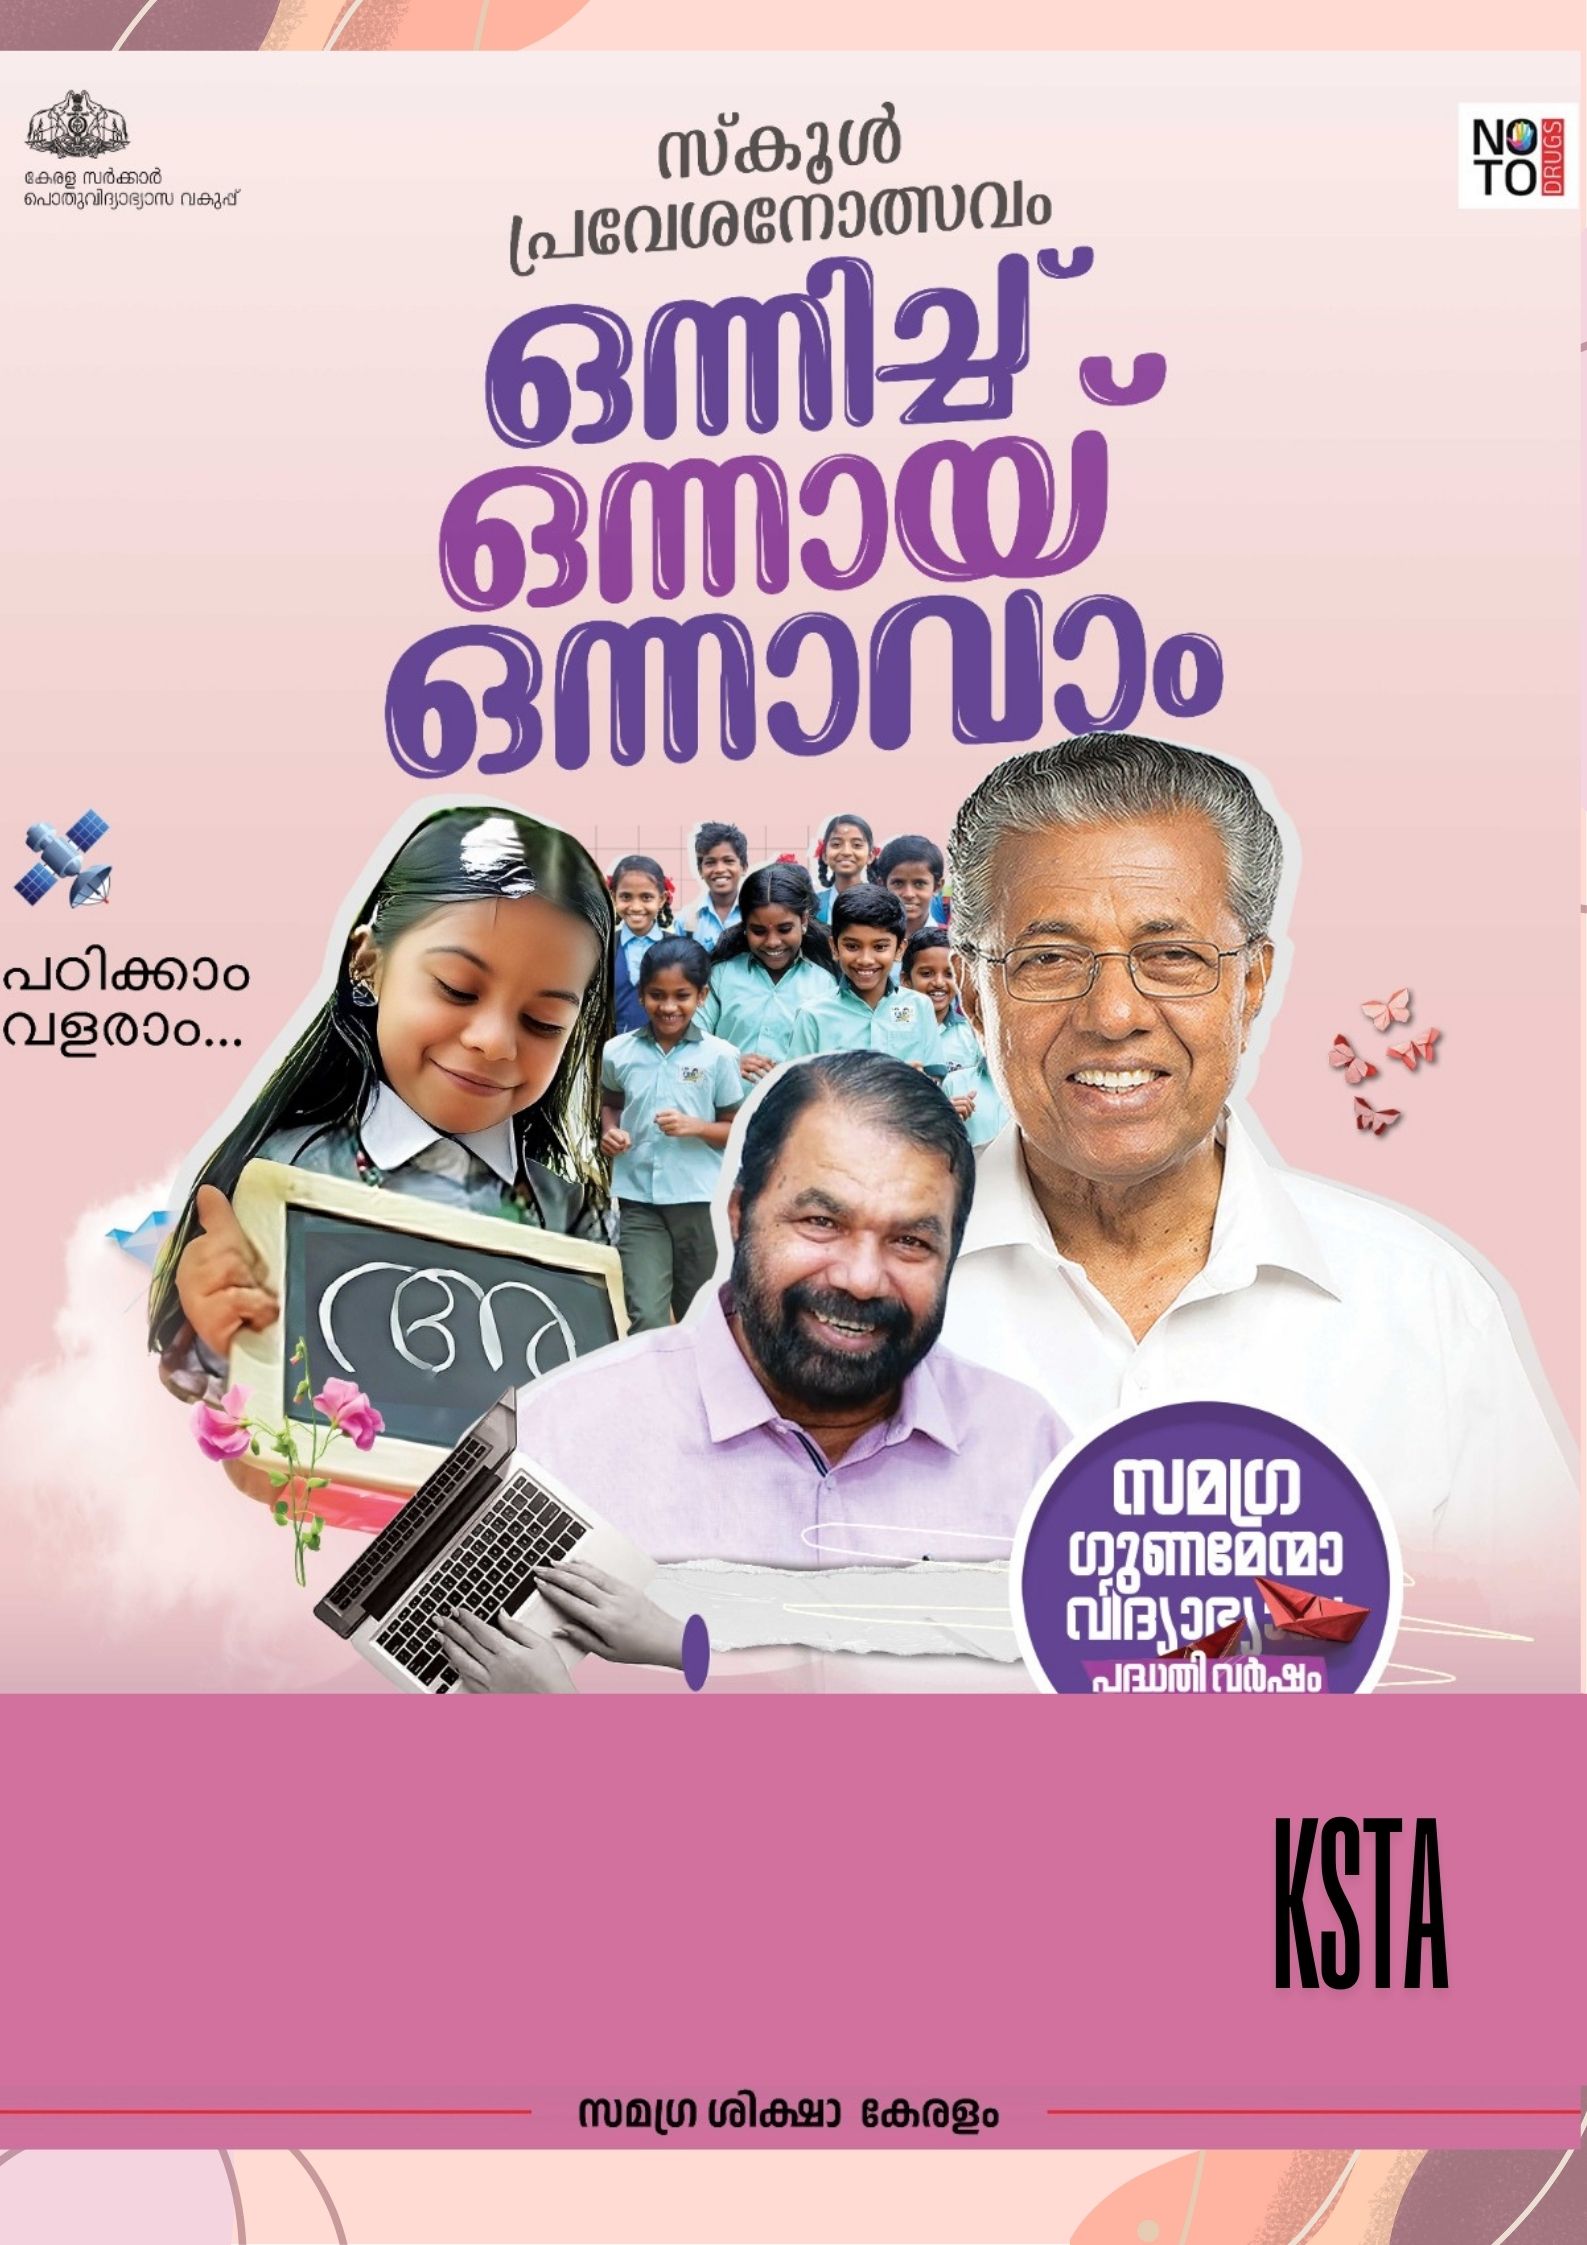 കേരള സർക്കാർ
പൊതുവിദ്യാഭ്യാസ വകുപ്പ്
NO
TO
DRUGS
സ്കൂൾ
പ്രവേശനോത്സവം
ഒന്നിച്ച്
ഒന്നായ്
ഒന്നാവാം
പഠിക്കാം
വളരാം...
അ
സമഗ്ര
ഗുണമേന്മാ
പദ്ധതി വർഷം
KSTA
സമഗ്ര ശിക്ഷാ കേരളം